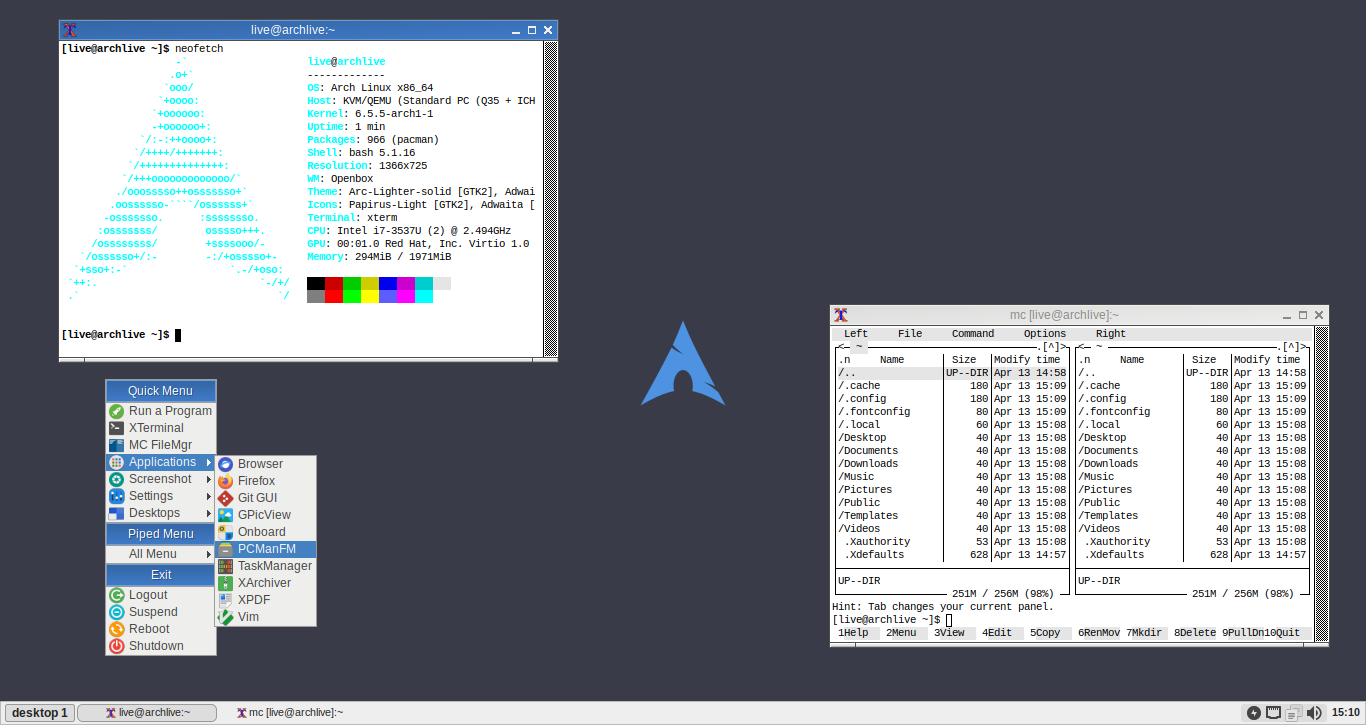 live@archlive:~
[live@archlive ~]$ neofetch
live@archlive
-------------
OS: Arch Linux x86_64
Host: KVM/QEMU (Standard PC (Q35 + ICH
Kernel: 6.5.5-arch1-1
Uptime: 1 min
Packages: 966 (pacman)
Shell: bash 5.1.16
Resolution: 1366x725
WM: Openbox
Theme: Arc-Lighter-solid [GTK2], Adwai
Icons: Papirus-Light [GTK2], Adwaita [
Terminal: xterm
CPU: Intel i7-3537U (2) @ 2.494GHz
GPU: 00:01.0 Red Hat, Inc. Virtio 1.0
Memory: 294MiB / 1971MiB
[live@archlive ~]$
Quick Menu
Run a Program
XTerminal
MC FileMgr
Applications
Screenshot
Settings
Desktops
Piped Menu
All Menu
Exit
Logout
Suspend
Reboot
Shutdown
Browser
Firefox
Git GUI
GPicView
Onboard
PCManFM
TaskManager
XArchiver
XPDF
Vim
mc [live@archlive]:~
Left File Command Options Right
<─ ~ ─.[^]> <─ ~ ─.[^]>
.n Name Size Modify time .n Name Size Modify time
/.. UP--DIR Apr 13 14:58 /.. UP--DIR Apr 13 14:58
/.cache 180 Apr 13 15:09 /.cache 180 Apr 13 15:09
/.config 180 Apr 13 15:09 /.config 180 Apr 13 15:09
/.fontconfig 80 Apr 13 15:09 /.fontconfig 80 Apr 13 15:09
/.local 60 Apr 13 15:08 /.local 60 Apr 13 15:08
/Desktop 40 Apr 13 15:08 /Desktop 40 Apr 13 15:08
/Documents 40 Apr 13 15:08 /Documents 40 Apr 13 15:08
/Downloads 40 Apr 13 15:08 /Downloads 40 Apr 13 15:08
/Music 40 Apr 13 15:08 /Music 40 Apr 13 15:08
/Pictures 40 Apr 13 15:08 /Pictures 40 Apr 13 15:08
/Public 40 Apr 13 15:08 /Public 40 Apr 13 15:08
/Templates 40 Apr 13 15:08 /Templates 40 Apr 13 15:08
/Videos 40 Apr 13 15:08 /Videos 40 Apr 13 15:08
.Xauthority 53 Apr 13 15:08 .Xauthority 53 Apr 13 15:08
.Xdefaults 628 Apr 13 14:57 .Xdefaults 628 Apr 13 14:57
UP--DIR UP--DIR
251M / 256M (98%) 251M / 256M (98%)
Hint: Tab changes your current panel.
[live@archlive ~]$
1Help 2Menu 3View 4Edit 5Copy 6RenMov 7Mkdir 8Delete 9PullDn10Quit
desktop 1 live@archlive:~ mc [live@archlive]:~ 15:10